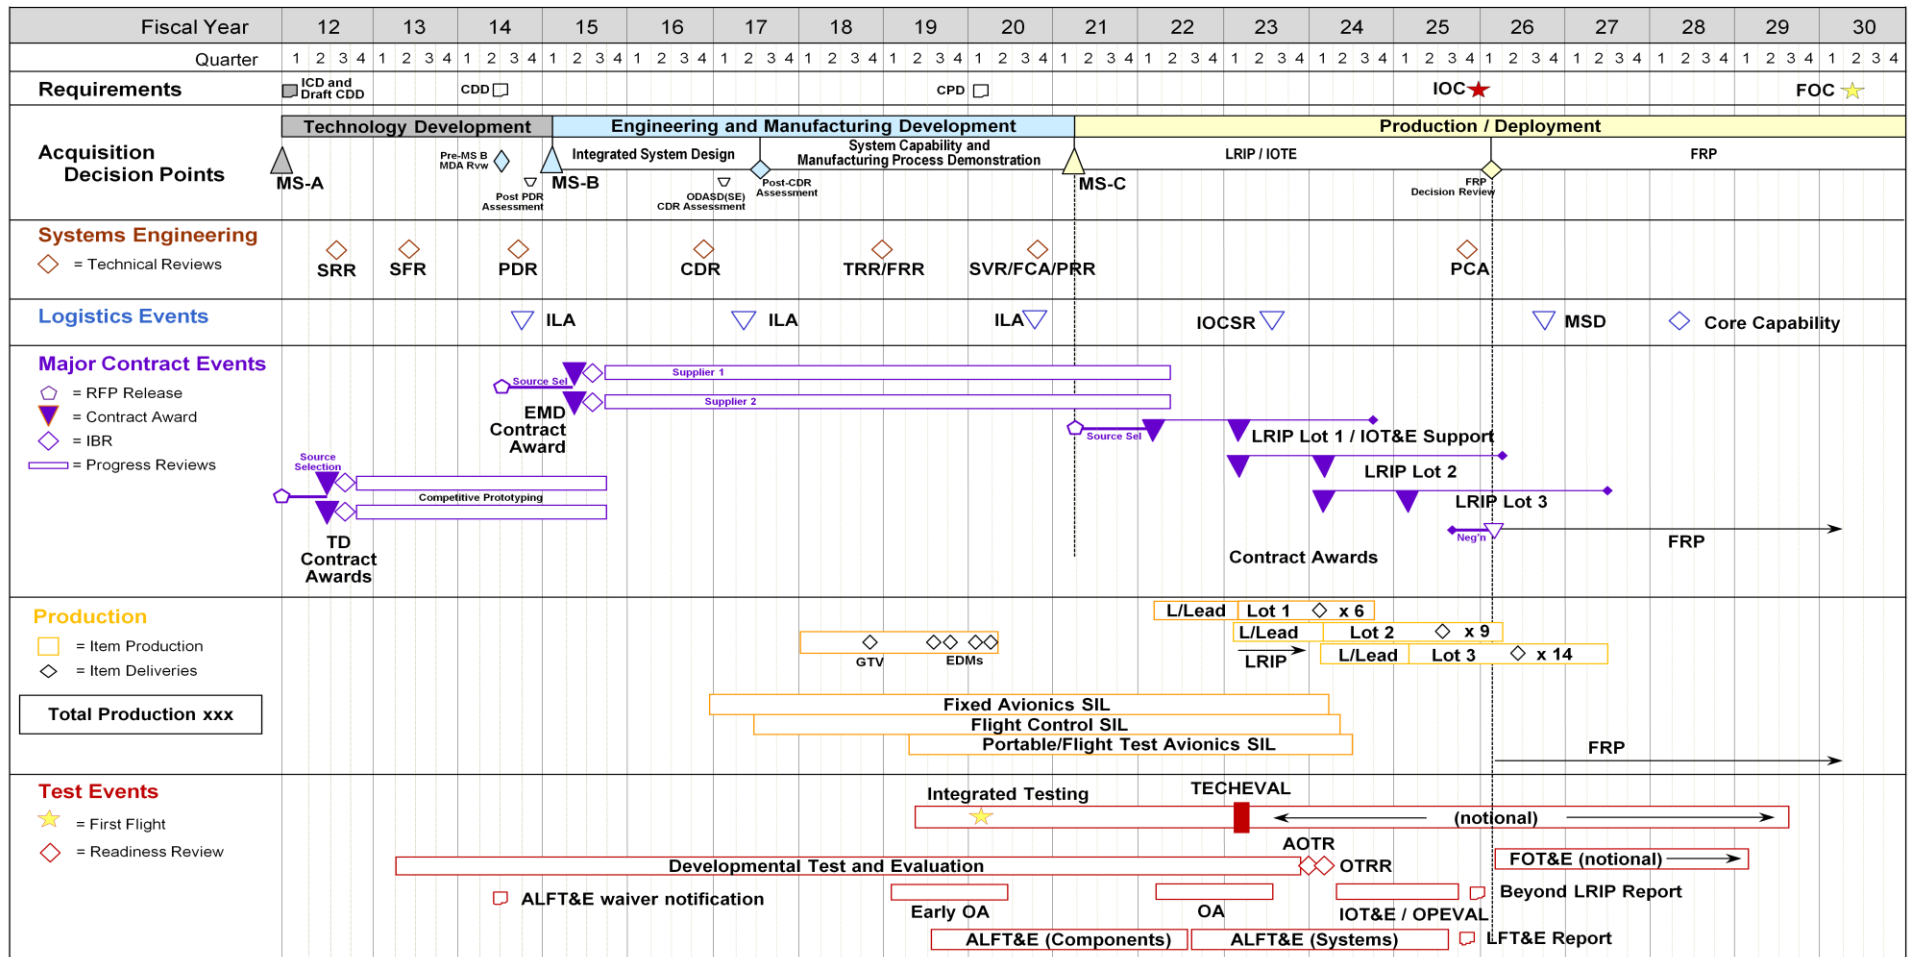 Fiscal Year 12 13 14 15 16 17 18 19 20 21 22 23 24 25 26 27 28 29 30
Quarter 1 2 3 4 1 2 3 4 1 2 3 4 1 2 3 4 1 2 3 4 1 2 3 4 1 2 3 4 1 2 3 4 1 2 3 4 1 2 3 4 1 2 3 4 1 2 3 4 1 2 3 4 1 2 3 4 1 2 3 4 1 2 3 4 1 2 3 4 1 2 3 4 1 2 3 4
Requirements
ICD and
Draft CDD
CDD
CPD
IOC
FOC
Acquisition
Decision Points
Technology Development
Engineering and Manufacturing Development
Production / Deployment
MS-A
Pre-MS B
MDA Rvw
Post PDR
Assessment
MS-B
Integrated System Design
ODASD(SE)
CDR Assessment
Post-CDR
Assessment
System Capability and
Manufacturing Process Demonstration
MS-C
LRIP / IOTE
FRP
Decision Review
FRP
Systems Engineering
= Technical Reviews
SRR
SFR
PDR
CDR
TRR/FRR
SVR/FCA/PRR
PCA
Logistics Events
ILA
ILA
ILA
IOCSR
MSD
Core Capability
Major Contract Events
= RFP Release
= Contract Award
= IBR
= Progress Reviews
Source
Selection
Competitive Prototyping
TD
Contract
Awards
Source Sel
Supplier 1
Supplier 2
EMD
Contract
Award
Source Sel
LRIP Lot 1 / IOT&E Support
LRIP Lot 2
LRIP Lot 3
Neg'n
FRP
Contract Awards
Production
= Item Production
= Item Deliveries
Total Production xxx
GTV
EDMs
L/Lead Lot 1 x 6
L/Lead Lot 2 x 9
L/Lead Lot 3 x 14
LRIP
Fixed Avionics SIL
Flight Control SIL
Portable/Flight Test Avionics SIL
FRP
Test Events
= First Flight
= Readiness Review
Integrated Testing
TECHEVAL
(notional)
AOTR
Developmental Test and Evaluation
OTRR
FOT&E (notional)
ALFT&E waiver notification
Early OA
OA
IOT&E / OPEVAL
Beyond LRIP Report
ALFT&E (Components)
ALFT&E (Systems)
LFT&E Report